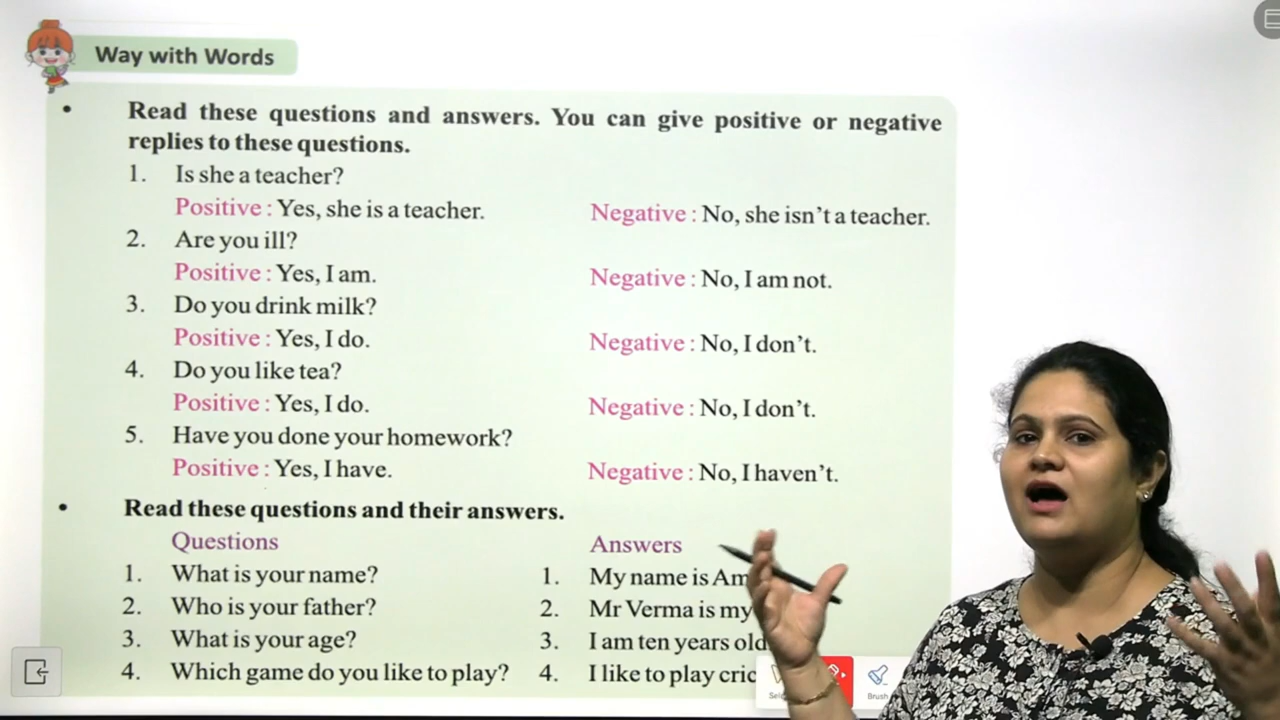 Way with Words
• Read these questions and answers. You can give positive or negative
replies to these questions.
1. Is she a teacher?
Positive : Yes, she is a teacher. Negative : No, she isn't a teacher.
2. Are you ill?
Positive : Yes, I am. Negative : No, I am not.
3. Do you drink milk?
Positive : Yes, I do. Negative : No, I don't.
4. Do you like tea?
Positive : Yes, I do. Negative : No, I don't.
5. Have you done your homework?
Positive : Yes, I have. Negative : No, I haven't.
• Read these questions and their answers.
Questions Answers
1. What is your name? 1. My name is Am
2. Who is your father? 2. Mr Verma is my
3. What is your age? 3. I am ten years old
4. Which game do you like to play? 4. I like to play cric
Brush